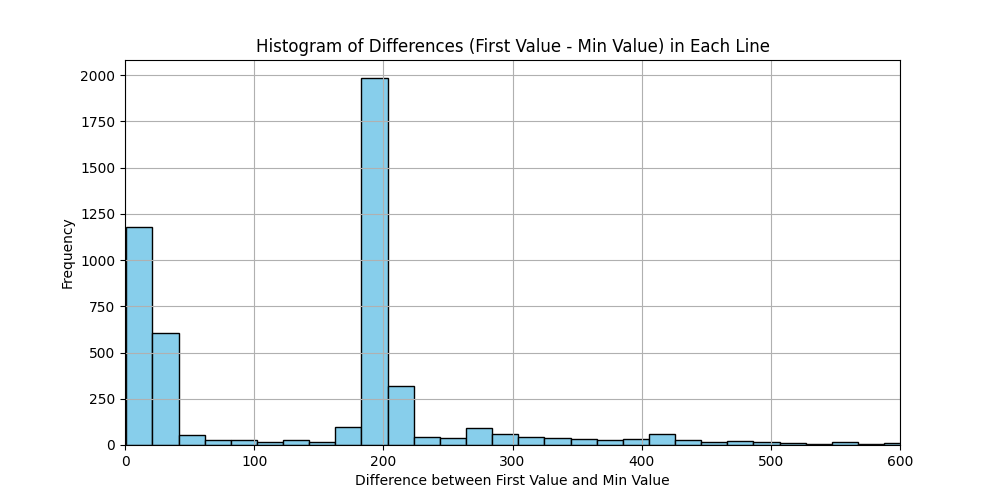 Histogram of Differences (First Value - Min Value) in Each Line
2000
1750
1500
1250
1000
750
500
250
0
Frequency
0 100 200 300 400 500 600
Difference between First Value and Min Value